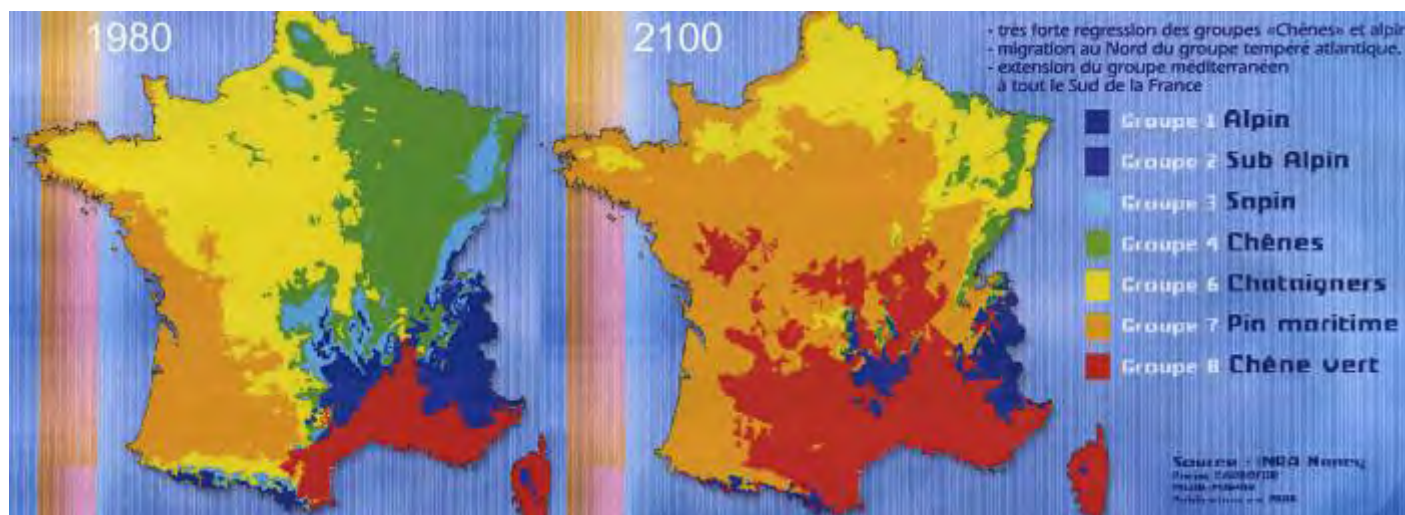 1980
2100
- très forte régression des groupes «Chênes» et alpin
- migration au Nord du groupe tempéré atlantique.
- extension du groupe méditerranéen
à tout le Sud de la France
Groupe 1 Alpin
Groupe 2 Sub Alpin
Groupe 3 Sapin
Groupe 4 Chênes
Groupe 6 Chataigners
Groupe 7 Pin maritime
Groupe 8 Chêne vert
Source : INRA Nancy